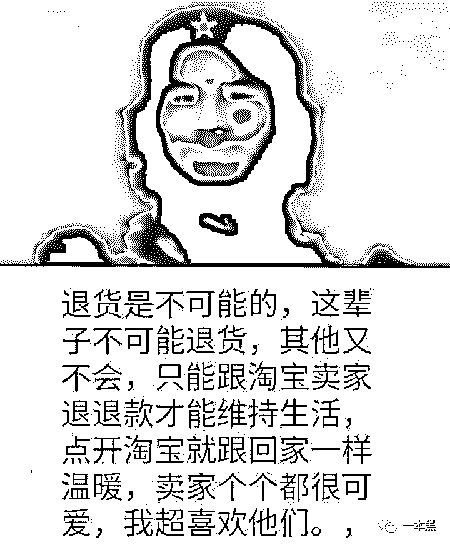 退货是不可能的，这辈
子不可能退货，其他又
不会，只能跟淘宝卖家
退退款才能维持生活，
点开淘宝就跟回家一样
温暖，卖家个个都很可
爱，我超喜欢他们。，
一本黑